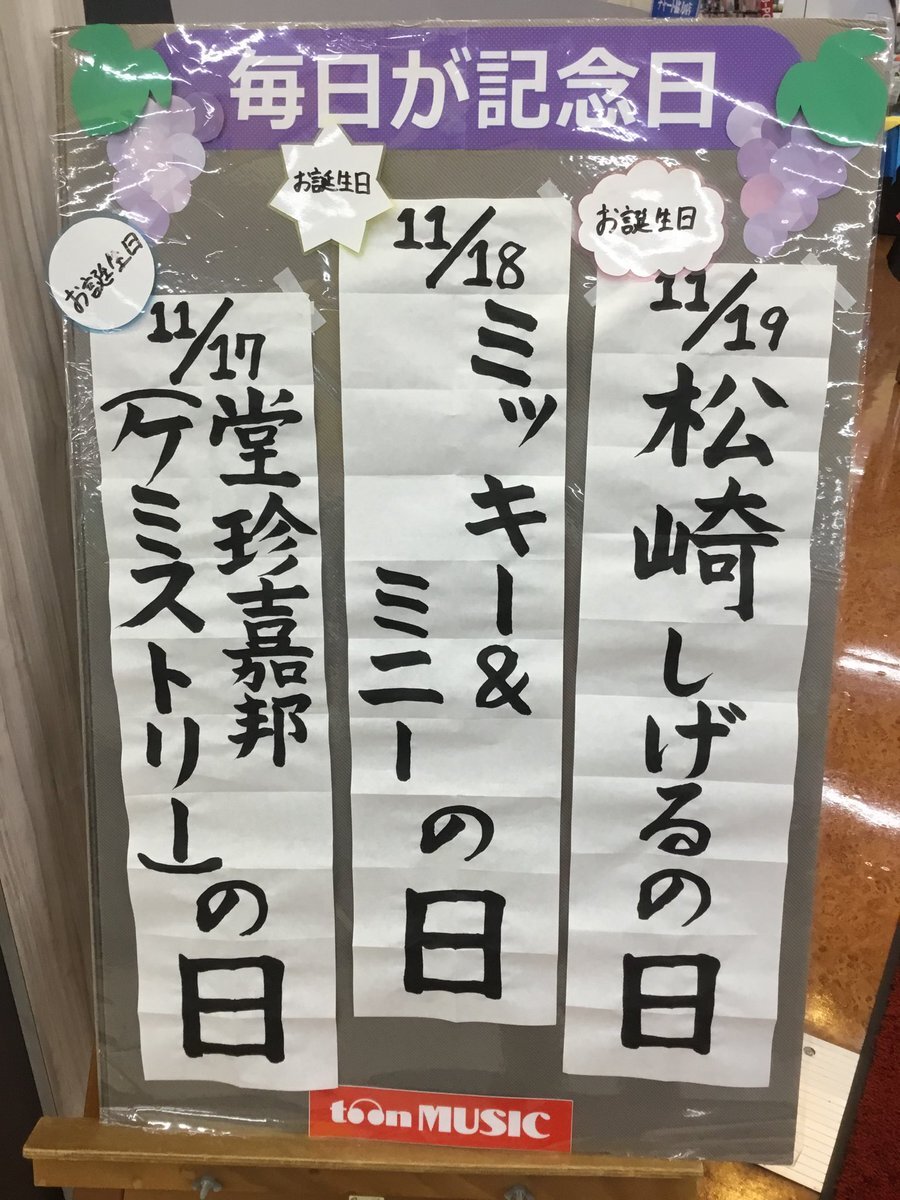 毎日が記念日
お誕生日
11/19
松崎しげるの日
お誕生日
11/18
ミッキー&
ミニーの日
お誕生日
11/17
堂珍嘉邦
(ケミストリー)の日
toon MUSIC